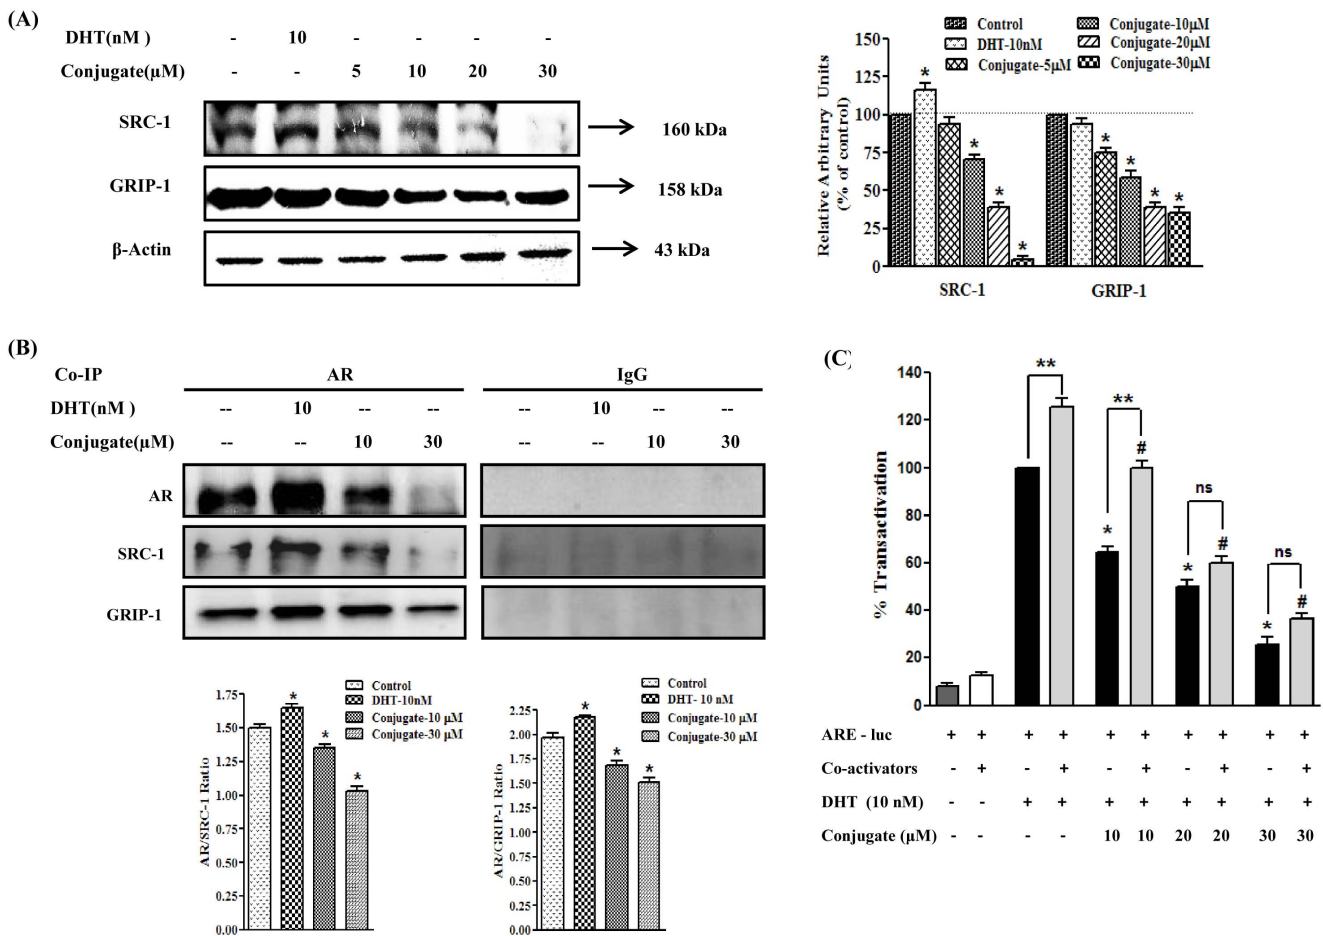 (A)
DHT(nM ) - 10 - - - -
Conjugate(μM) - - 5 10 20 30
SRC-1 160 kDa
GRIP-1 158 kDa
β-Actin 43 kDa
Control
DHT-10nM
Conjugate-5μM
Conjugate-10μM
Conjugate-20μM
Conjugate-30μM
Relative Arbitrary Units
(% of control)
150
125
100
75
50
25
0
* * * * * * * *
SRC-1 GRIP-1
(B)
Co-IP AR IgG
DHT(nM ) -- 10 -- -- -- 10 -- --
Conjugate(μM) -- -- 10 30 -- -- 10 30
AR
SRC-1
GRIP-1
AR/SRC-1 Ratio
1.75
1.50
1.25
1.00
0.75
0.50
0.25
0.00
* * *
Control
DHT-10nM
Conjugate-10 μM
Conjugate-30 μM
AR/GRIP-1 Ratio
2.25
2.00
1.75
1.50
1.25
1.00
0.75
0.50
0.25
0.00
* * *
Control
DHT- 10 nM
Conjugate-10 μM
Conjugate-30 μM
(C)
% Transactivation
140
120
100
80
60
40
20
0
** ** ns ns
* # * # * #
ARE - luc + + + + + + + + + +
Co-activators - + - + - + - + - +
DHT (10 nM) - - + + + + + + + +
Conjugate (μM) - - - - 10 10 20 20 30 30